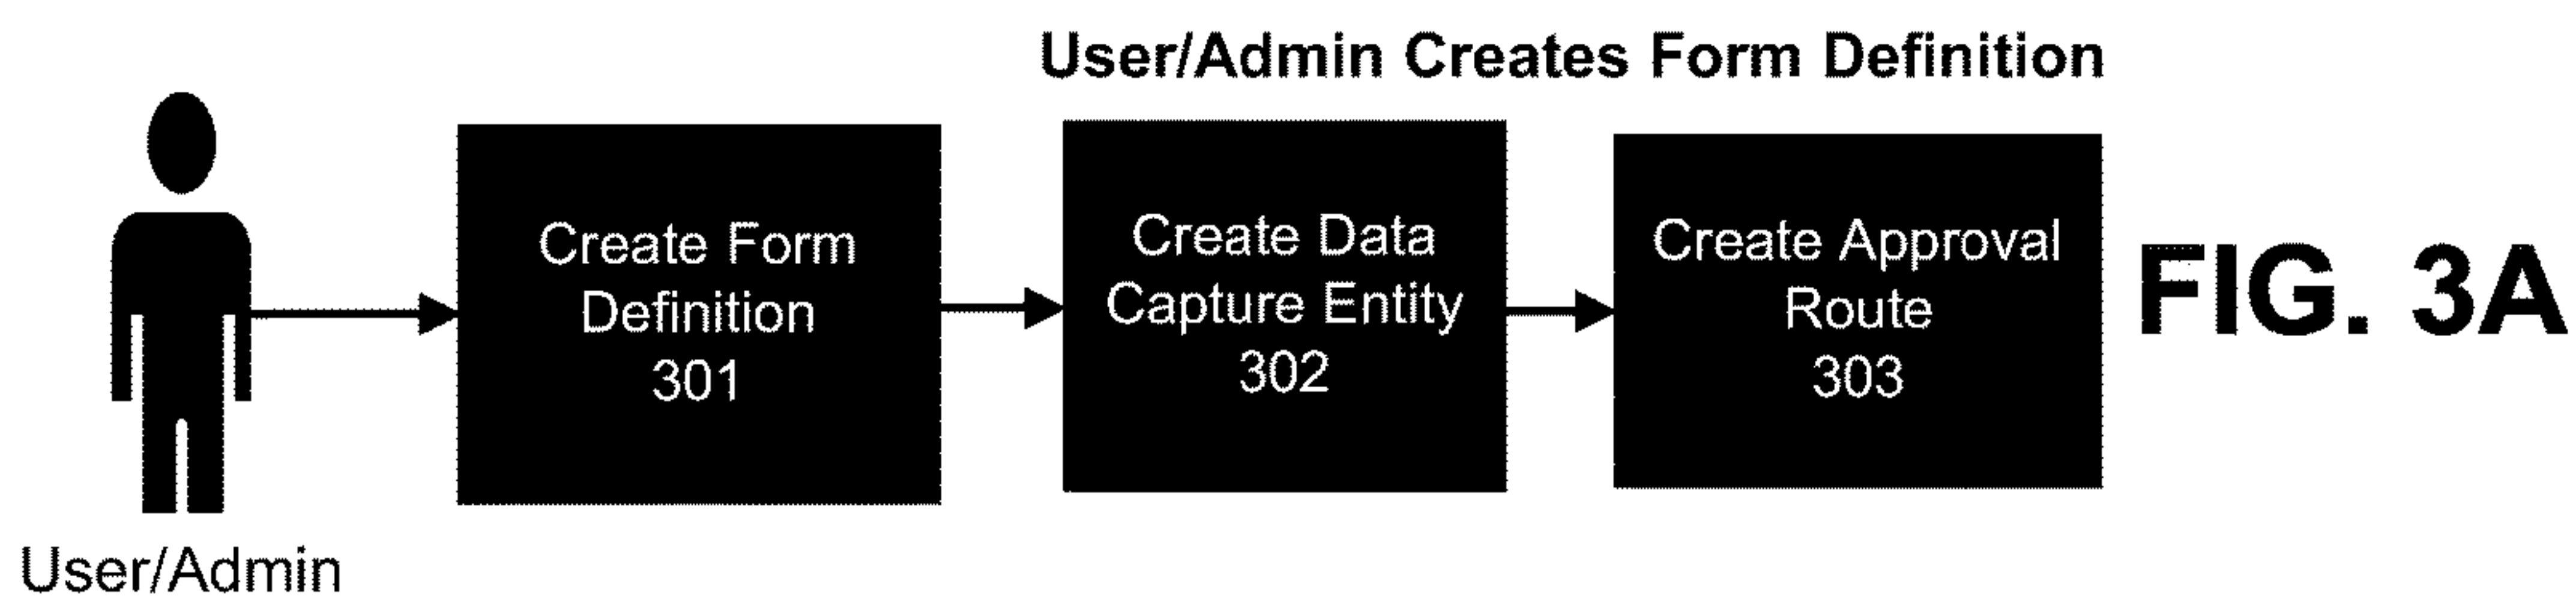 User/Admin Creates Form Definition
Create Form
Definition
301
Create Data
Capture Entity
302
Create Approval
Route
303
FIG. 3A
User/Admin